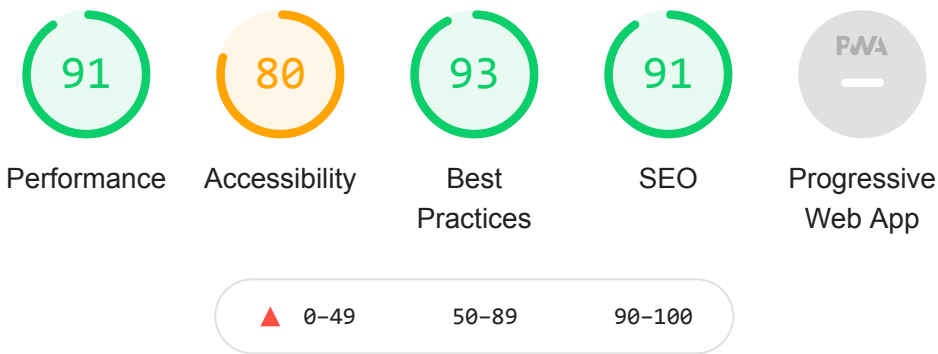 91 80 93 91 PWA
Performance Accessibility Best Practices SEO Progressive Web App
0–49 50–89 90–100